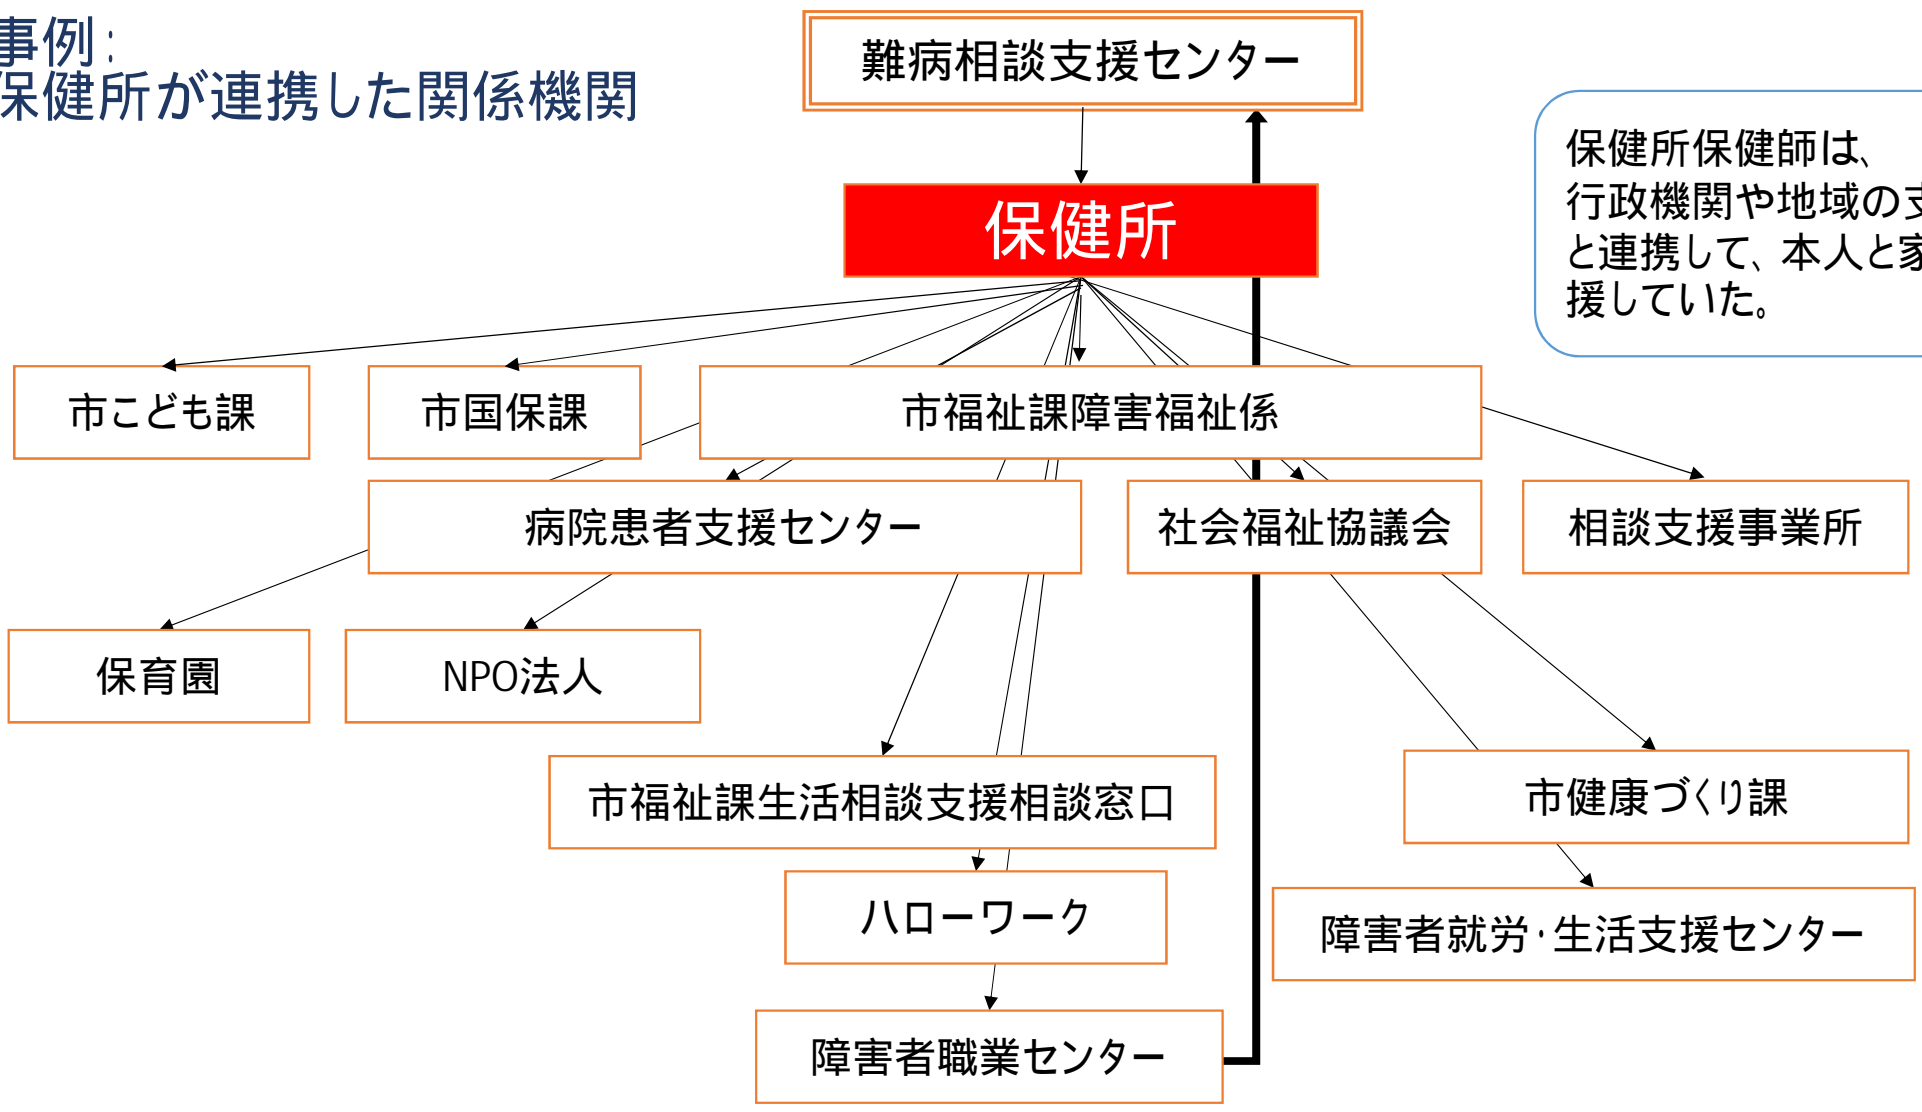 事例：
保健所が連携した関係機関
難病相談支援センター
保健所保健師は、
行政機関や地域の支
と連携して、本人と家
援していた。
保健所
市こども課
市国保課
市福祉課障害福祉係
病院患者支援センター
社会福祉協議会
相談支援事業所
保育園
NPO法人
市福祉課生活相談支援相談窓口
市健康づくり課
ハローワーク
障害者就労・生活支援センター
障害者職業センター